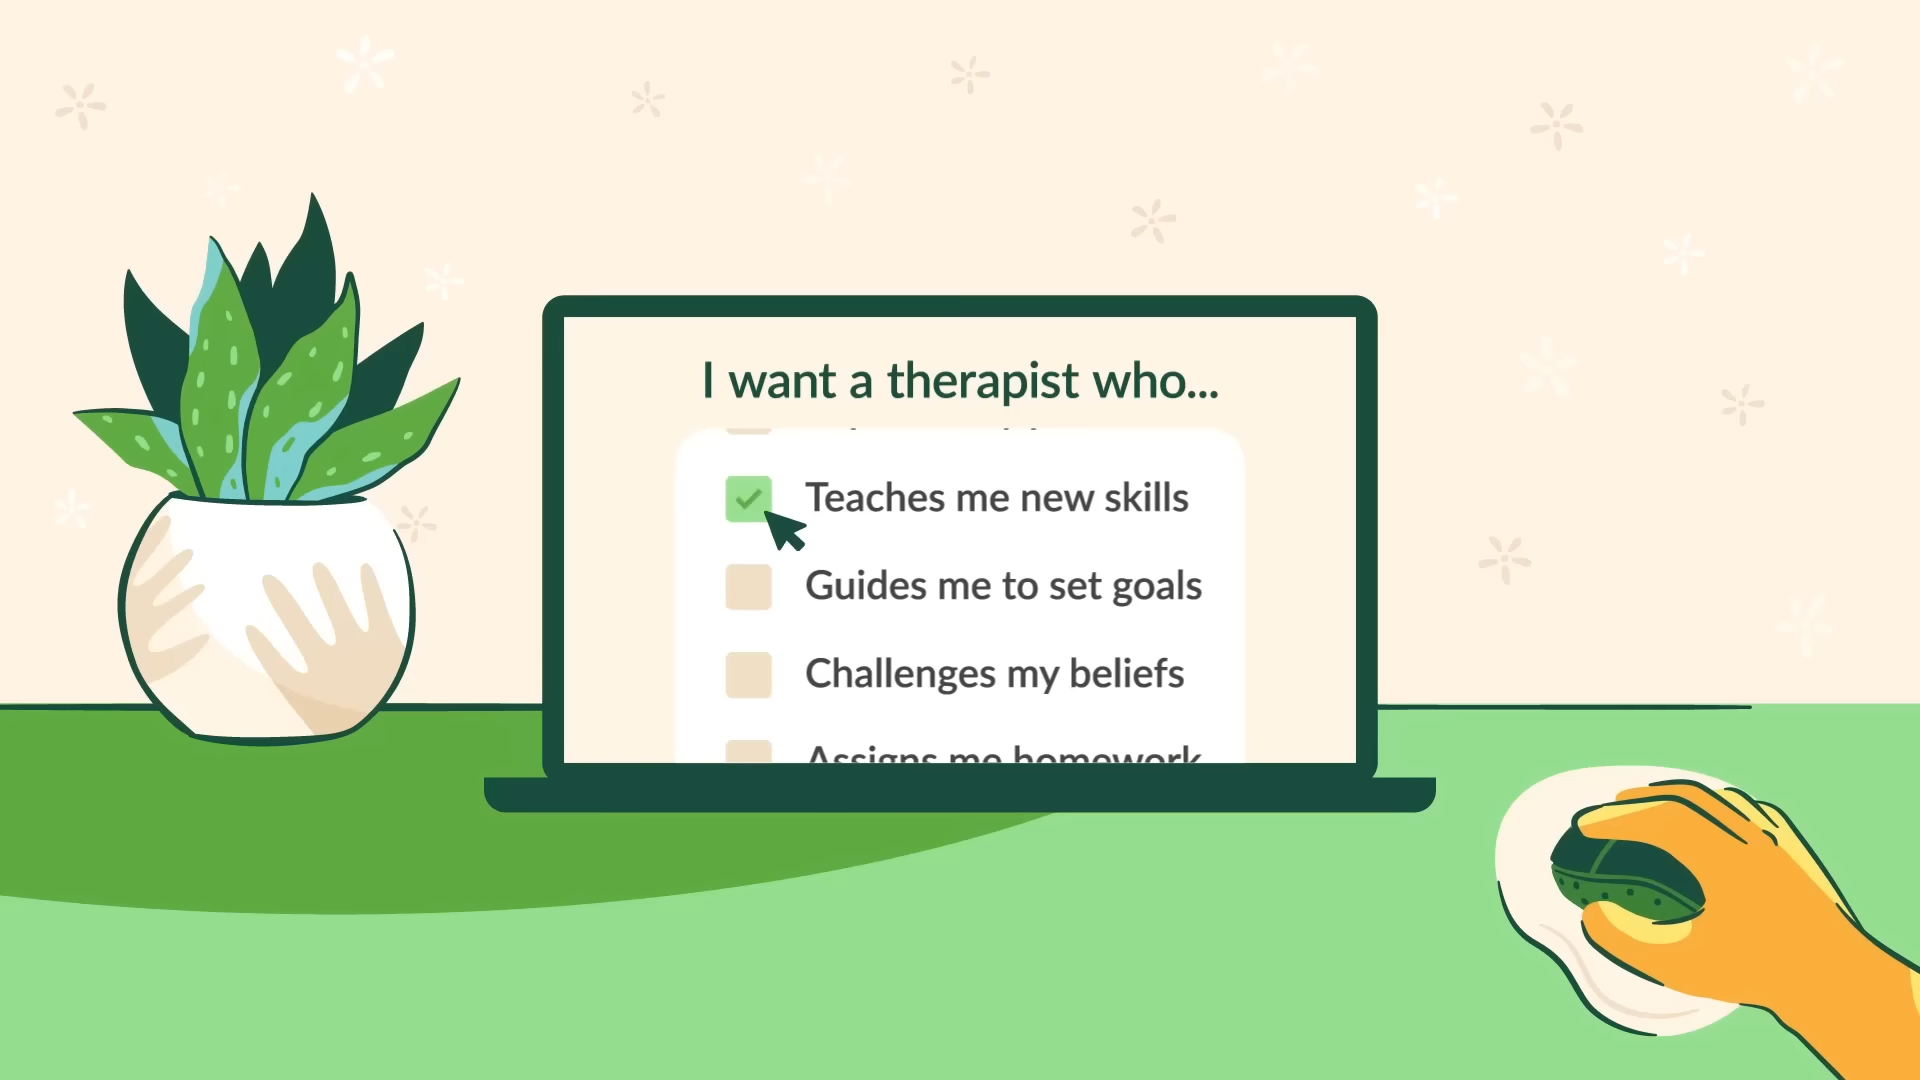 I want a therapist who...
Teaches me new skills
Guides me to set goals
Challenges my beliefs
Assigns me homework